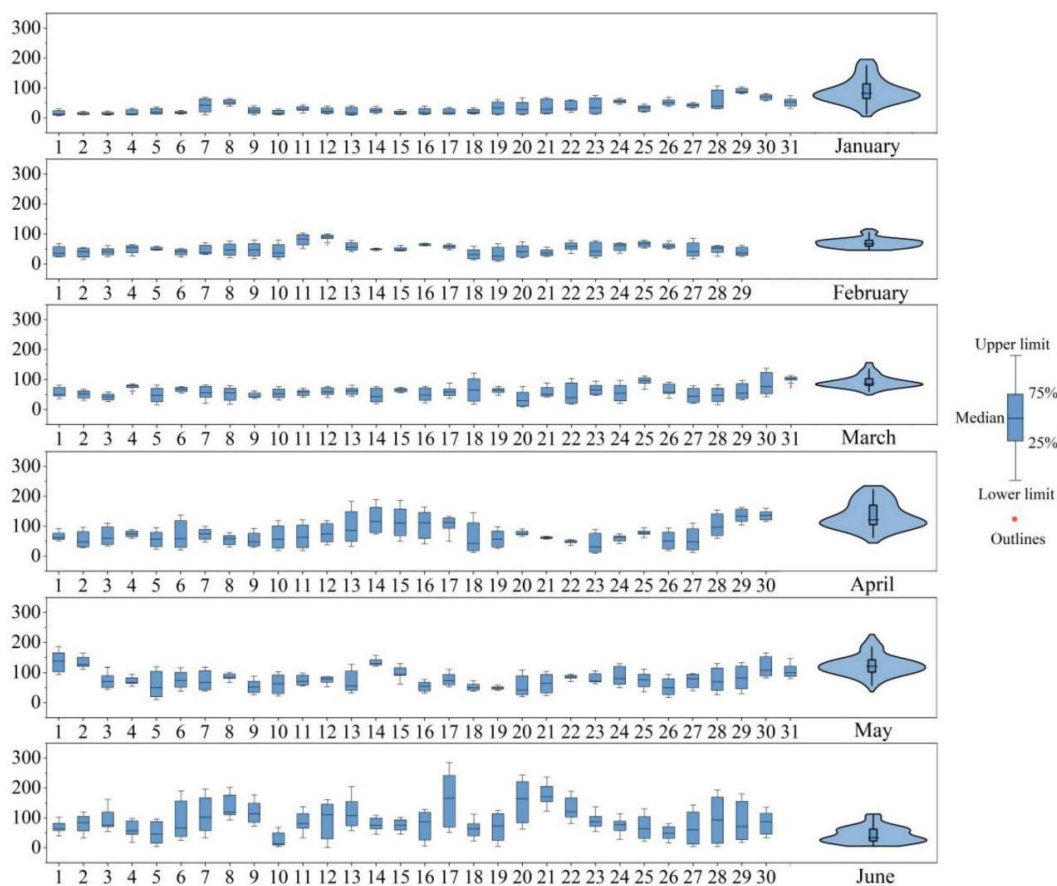 300
200
100
0
1 2 3 4 5 6 7 8 9 10 11 12 13 14 15 16 17 18 19 20 21 22 23 24 25 26 27 28 29 30 31 January
300
200
100
0
1 2 3 4 5 6 7 8 9 10 11 12 13 14 15 16 17 18 19 20 21 22 23 24 25 26 27 28 29 February
300
200
100
0
1 2 3 4 5 6 7 8 9 10 11 12 13 14 15 16 17 18 19 20 21 22 23 24 25 26 27 28 29 30 31 March
300
200
100
0
1 2 3 4 5 6 7 8 9 10 11 12 13 14 15 16 17 18 19 20 21 22 23 24 25 26 27 28 29 30 April
300
200
100
0
1 2 3 4 5 6 7 8 9 10 11 12 13 14 15 16 17 18 19 20 21 22 23 24 25 26 27 28 29 30 31 May
300
200
100
0
1 2 3 4 5 6 7 8 9 10 11 12 13 14 15 16 17 18 19 20 21 22 23 24 25 26 27 28 29 30 June
Upper limit
75%
Median
25%
Lower limit
Outlines